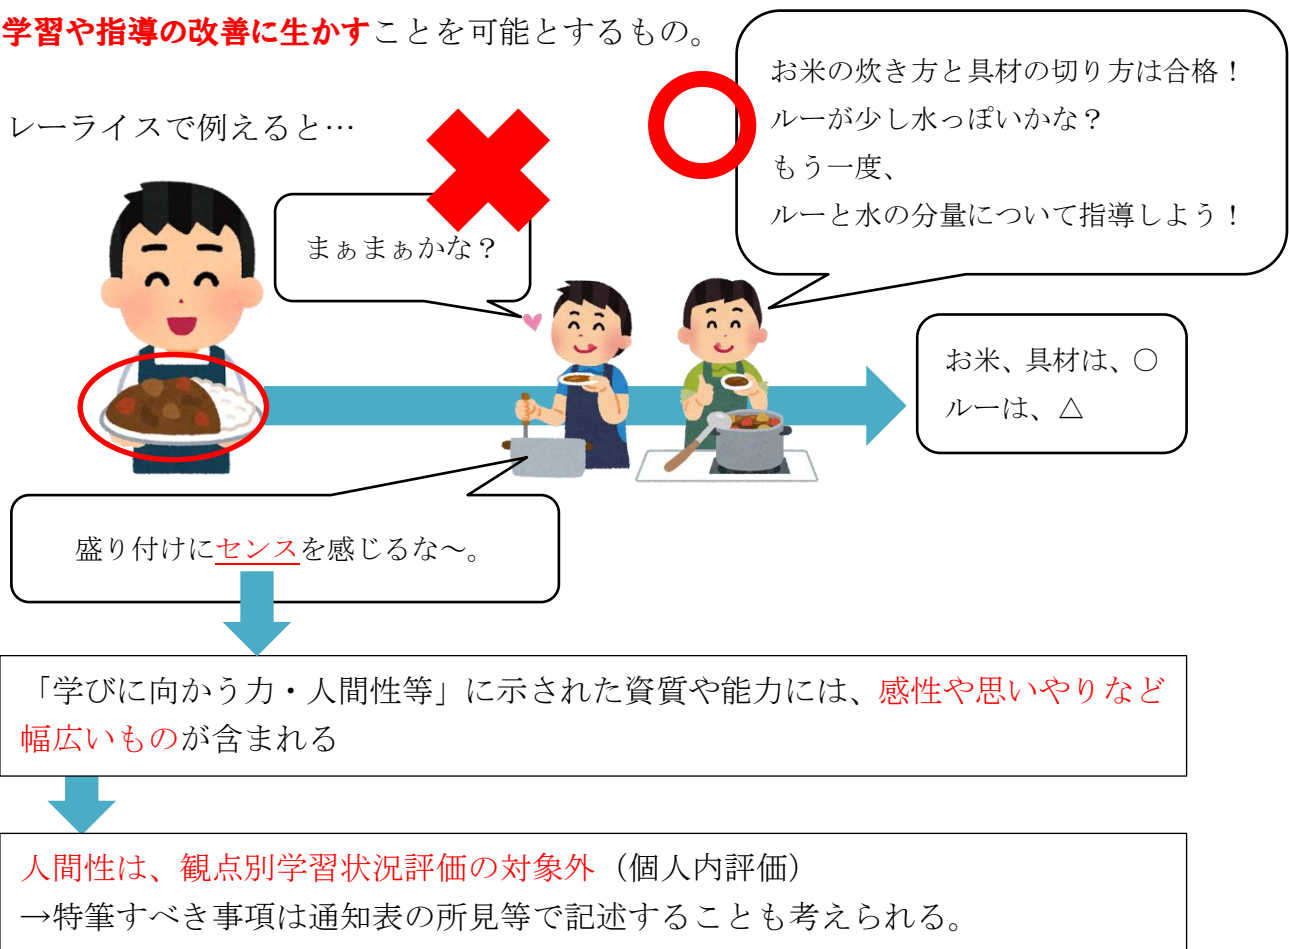 学習や指導の改善に生かすことを可能とするもの。
レーライスで例えると…
まぁまぁかな？
お米の炊き方と具材の切り方は合格！
ルーが少し水っぽいかな？
もう一度、
ルーと水の分量について指導しよう！
お米、具材は、〇
ルーは、△
盛り付けにセンスを感じるな～。
「学びに向かう力・人間性等」に示された資質や能力には、感性や思いやりなど
幅広いものが含まれる
人間性は、観点別学習状況評価の対象外（個人内評価）
→特筆すべき事項は通知表の所見等で記述することも考えられる。